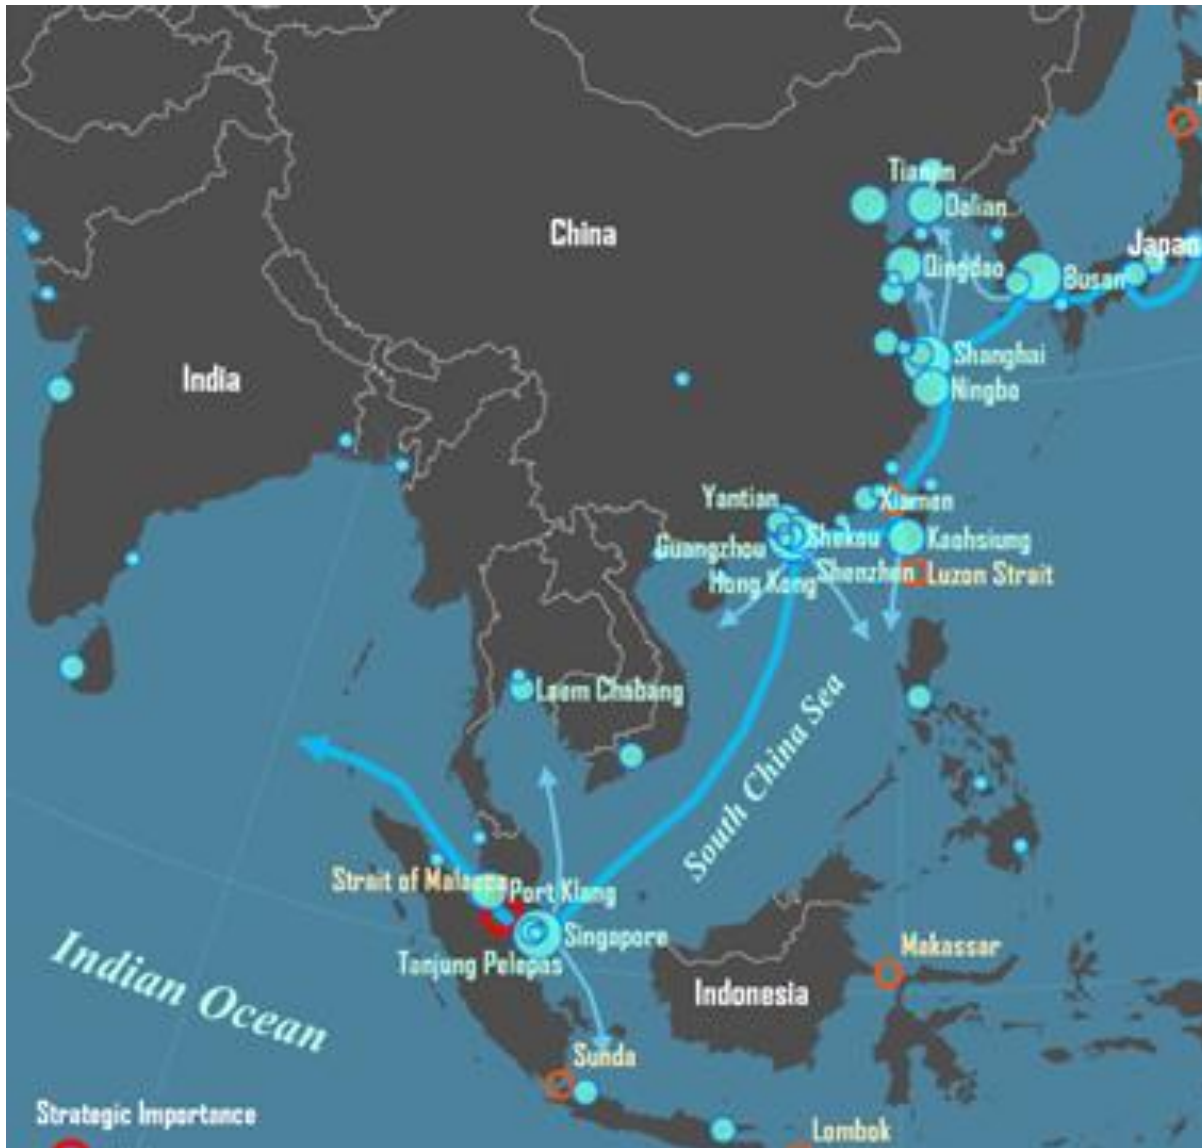 Tianjin
Dalian
China
Japan
Qingdao
Busan
Shanghai
India
Ningbo
Yantian
Xiamen
Guangzhou
Shekou
Kaohsiung
Hong Kong
Shenzhen
Luzon Strait
Laem Chabang
South China Sea
Strait of Malacca
Port Klang
Singapore
Tanjung Pelepas
Makassar
Indian Ocean
Indonesia
Sunda
Strategic Importance
Lombok